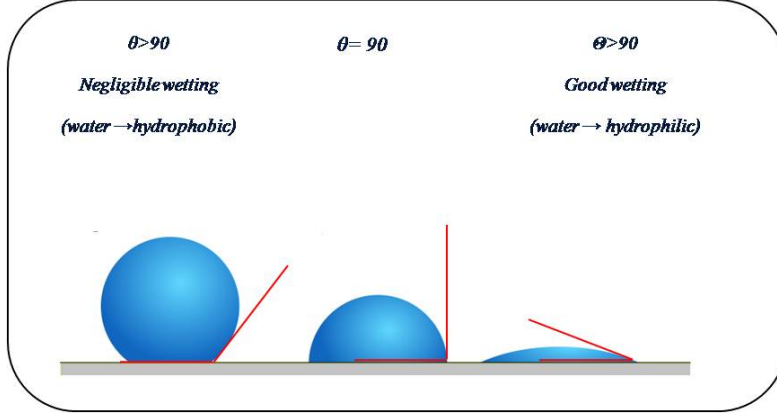 θ>90
Negligible wetting
(water →hydrophobic)
θ= 90
Θ>90
Good wetting
(water → hydrophilic)